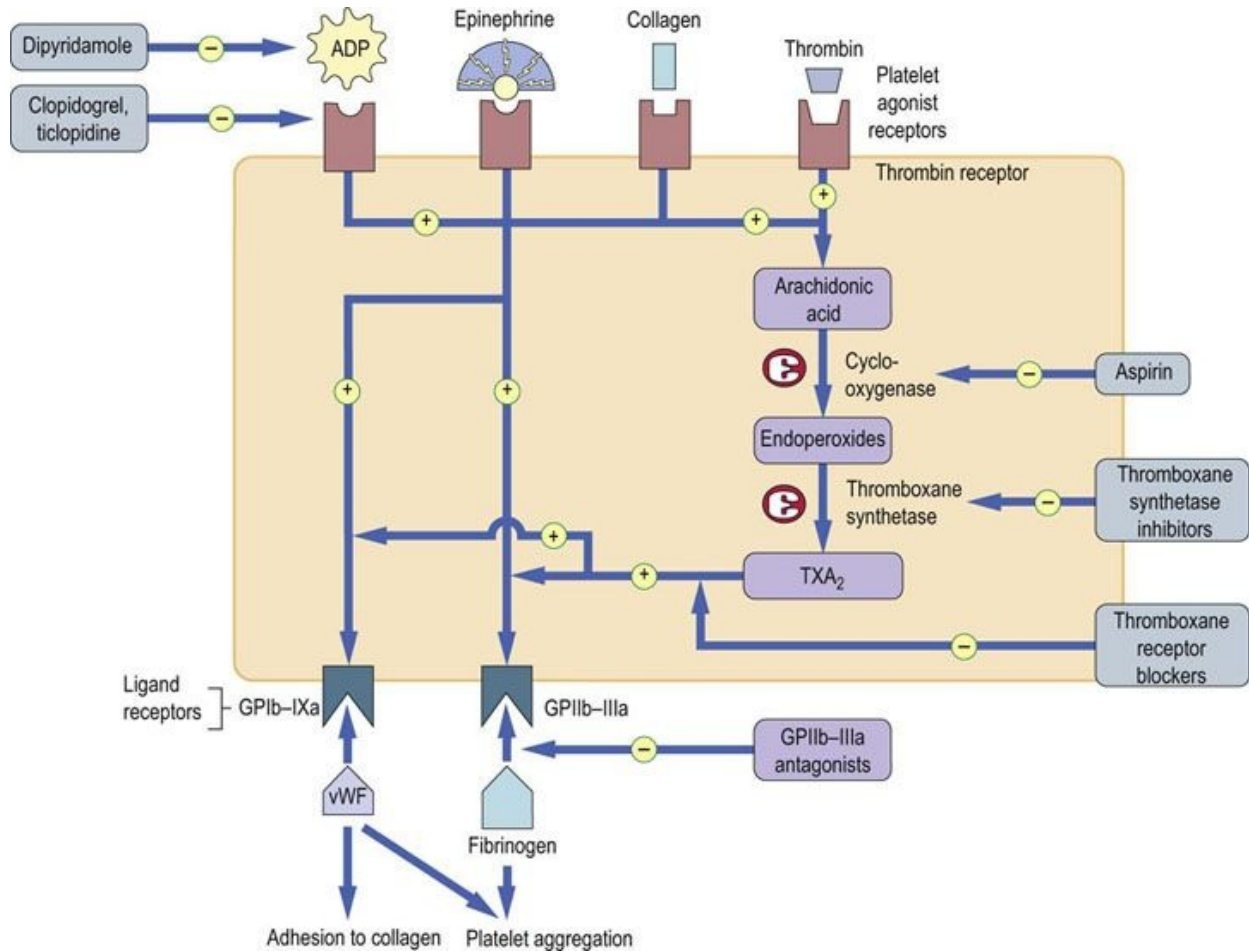 Dipyridamole
ADP
Epinephrine
Collagen
Thrombin
Platelet
agonist
receptors
Clopidogrel,
ticlopidine
Thrombin receptor
−
−
+
+
+
Arachidonic
acid
+
+
Cyclo-
oxygenase
−
Aspirin
Endoperoxides
Thromboxane
synthetase
−
Thromboxane
synthetase
inhibitors
+
+
TXA₂
−
Thromboxane
receptor
blockers
Ligand
receptors
GPIb–IXa
GPIIb–IIIa
−
GPIIb–IIIa
antagonists
vWF
Fibrinogen
Adhesion to collagen
Platelet aggregation